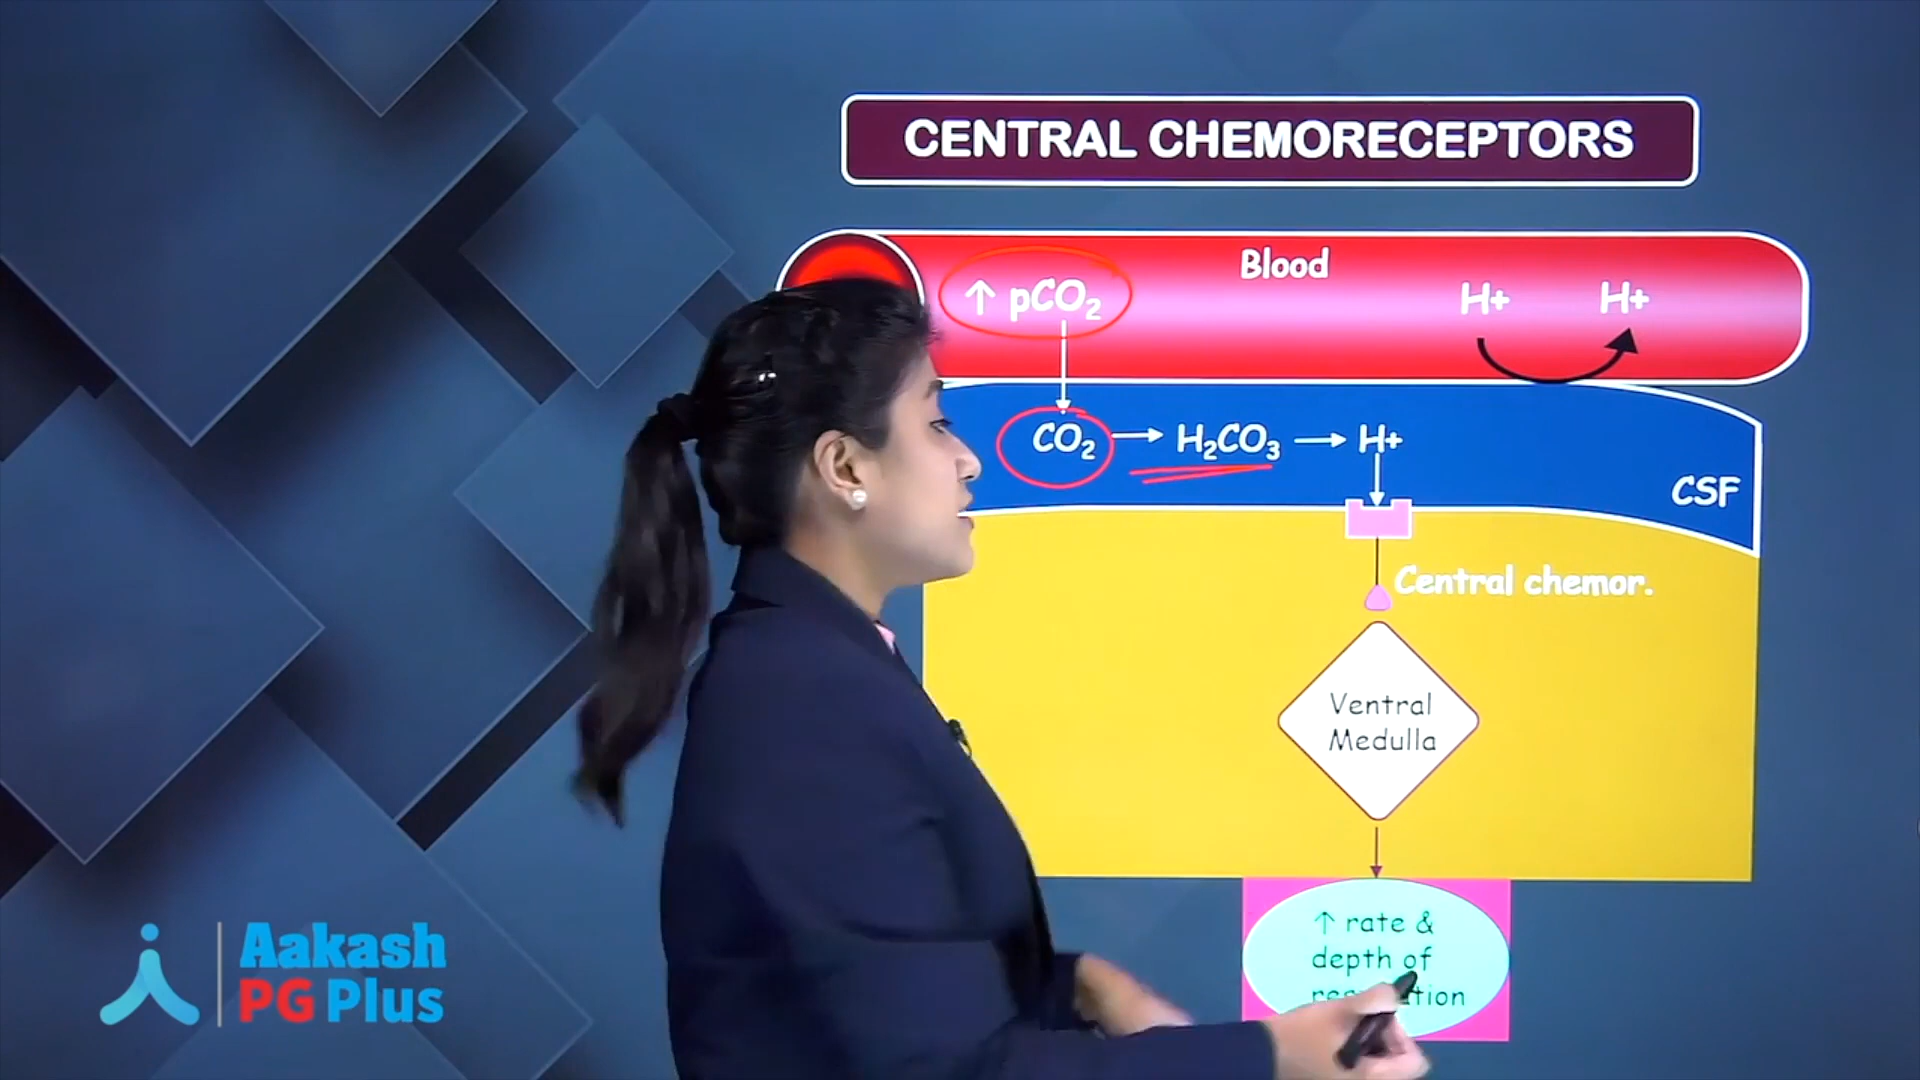 CENTRAL CHEMORECEPTORS
Blood
↑ pCO₂
H+ H+
CO₂ → H₂CO₃ → H+
CSF
Central chemor.
Ventral
Medulla
↑ rate &
depth of
Aakash
PG Plus